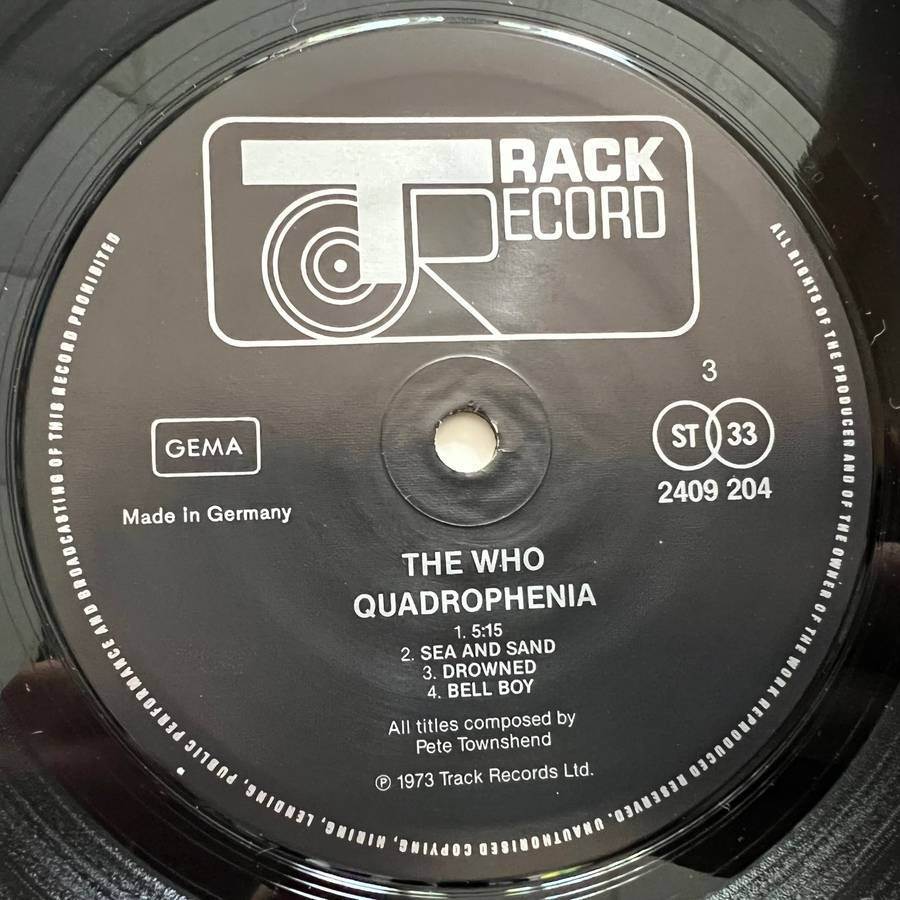 TRACK
RECORD
3
GEMA
ST 33
2409 204
Made in Germany
THE WHO
QUADROPHENIA
1. 5:15
2. SEA AND SAND
3. DROWNED
4. BELL BOY
All titles composed by
Pete Townshend
℗ 1973 Track Records Ltd.
ALL RIGHTS OF THE PRODUCER AND OF THE OWNER OF THE WORK REPRODUCED RESERVED. UNAUTHORISED COPYING, HIRING, LENDING, PUBLIC PERFORMANCE AND BROADCASTING OF THIS RECORD PROHIBITED